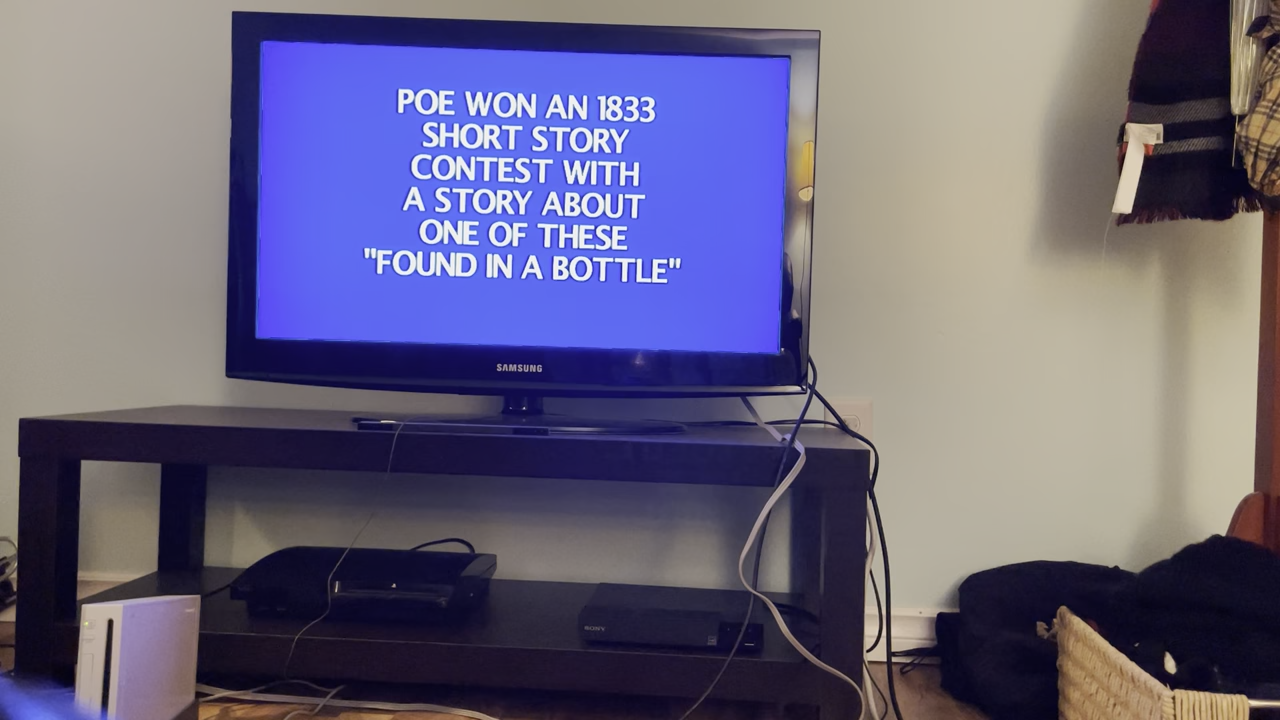 POE WON AN 1833
SHORT STORY
CONTEST WITH
A STORY ABOUT
ONE OF THESE
"FOUND IN A BOTTLE"
SAMSUNG
SONY